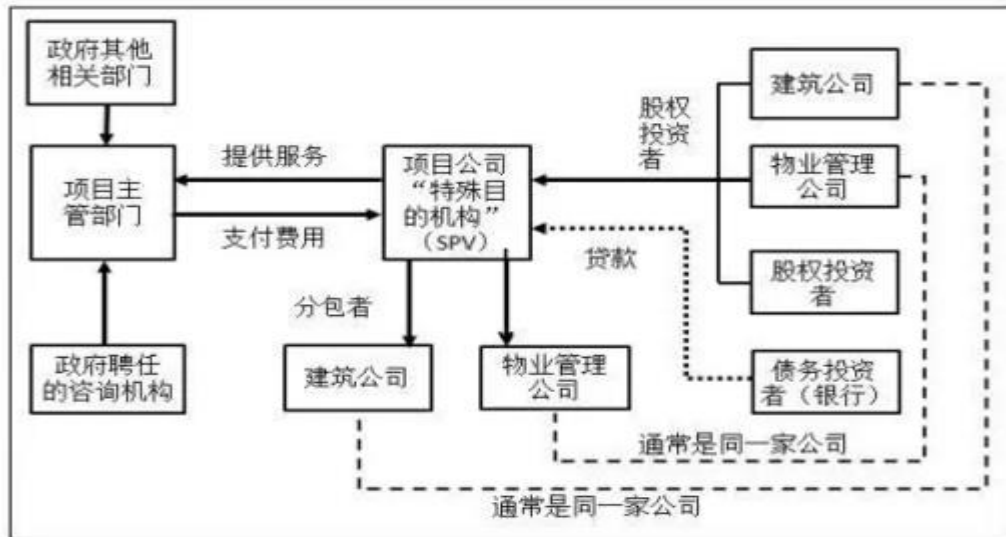 政府其他
相关部门
项目主
管部门
政府聘任
的咨询机构
提供服务
支付费用
项目公司
“特殊目
的机构”
（SPV）
分包者
建筑公司
物业管理
公司
股权
投资
者
贷款
建筑公司
物业管理
公司
股权投资
者
债务投资
者（银行）
通常是同一家公司
通常是同一家公司